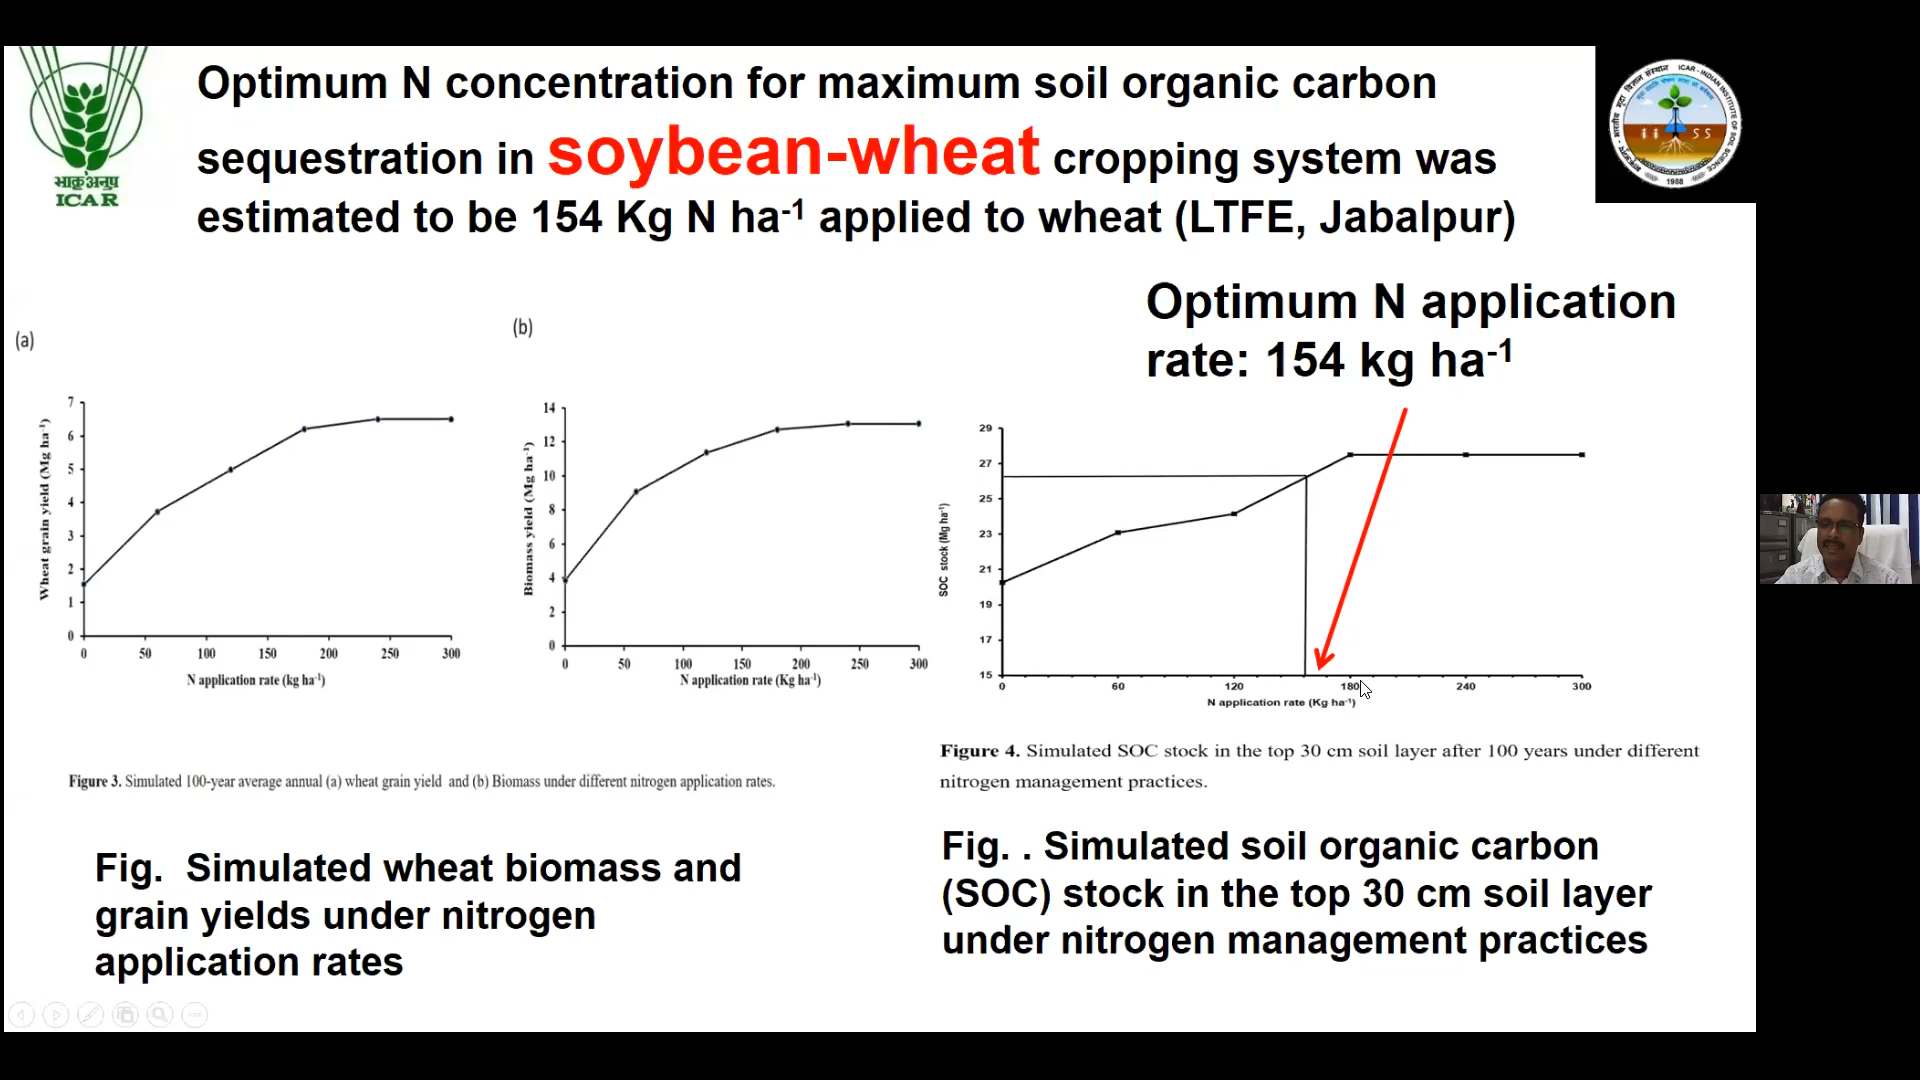 Optimum N concentration for maximum soil organic carbon
sequestration in soybean-wheat cropping system was
estimated to be 154 Kg N ha-1 applied to wheat (LTFE, Jabalpur)
भाकृअनुप
ICAR
ICAR - INDIAN INSTITUTE OF SOIL SCIENCE
1988
Optimum N application
rate: 154 kg ha-1
(a)
7
6
5
4
3
2
1
0
Wheat grain yield (Mg ha-1)
0 50 100 150 200 250 300
N application rate (kg ha-1)
(b)
14
12
10
8
6
4
2
0
Biomass yield (Mg ha-1)
0 50 100 150 200 250 300
N application rate (Kg ha-1)
29
27
25
23
21
19
17
15
SOC stock (Mg ha-1)
0 60 120 180 240 300
N application rate (Kg ha-1)
Figure 3. Simulated 100-year average annual (a) wheat grain yield and (b) Biomass under different nitrogen application rates.
Figure 4. Simulated SOC stock in the top 30 cm soil layer after 100 years under different
nitrogen management practices.
Fig. Simulated wheat biomass and
grain yields under nitrogen
application rates
Fig. . Simulated soil organic carbon
(SOC) stock in the top 30 cm soil layer
under nitrogen management practices